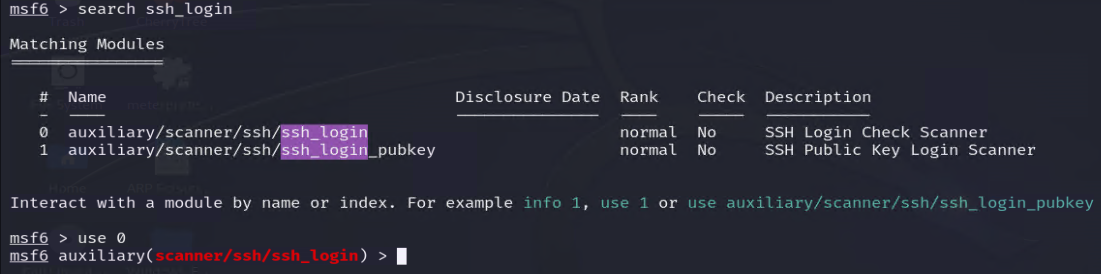 msf6 > search ssh_login
Matching Modules
================
# Name Disclosure Date Rank Check Description
- ---- --------------- ---- ----- -----------
0 auxiliary/scanner/ssh/ssh_login normal No SSH Login Check Scanner
1 auxiliary/scanner/ssh/ssh_login_pubkey normal No SSH Public Key Login Scanner
Interact with a module by name or index. For example info 1, use 1 or use auxiliary/scanner/ssh/ssh_login_pubkey
msf6 > use 0
msf6 auxiliary(scanner/ssh/ssh_login) >